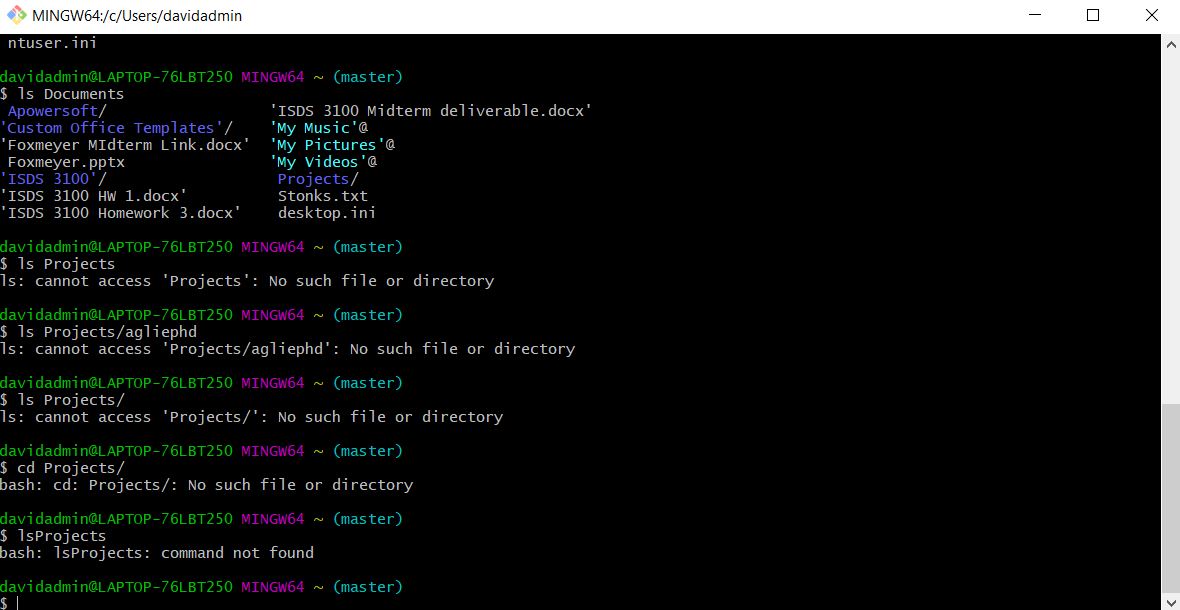 MINGW64:/c/Users/davidadmin
ntuser.ini
davidadmin@LAPTOP-76LBT250 MINGW64 ~ (master)
$ ls Documents
Apowersoft/ 'ISDS 3100 Midterm deliverable.docx'
'Custom Office Templates'/ 'My Music'@
'Foxmeyer MIdterm Link.docx' 'My Pictures'@
Foxmeyer.pptx 'My Videos'@
'ISDS 3100'/ Projects/
'ISDS 3100 HW 1.docx' Stonks.txt
'ISDS 3100 Homework 3.docx' desktop.ini
davidadmin@LAPTOP-76LBT250 MINGW64 ~ (master)
$ ls Projects
ls: cannot access 'Projects': No such file or directory
davidadmin@LAPTOP-76LBT250 MINGW64 ~ (master)
$ ls Projects/agliephd
ls: cannot access 'Projects/agliephd': No such file or directory
davidadmin@LAPTOP-76LBT250 MINGW64 ~ (master)
$ ls Projects/
ls: cannot access 'Projects/': No such file or directory
davidadmin@LAPTOP-76LBT250 MINGW64 ~ (master)
$ cd Projects/
bash: cd: Projects/: No such file or directory
davidadmin@LAPTOP-76LBT250 MINGW64 ~ (master)
$ lsProjects
bash: lsProjects: command not found
davidadmin@LAPTOP-76LBT250 MINGW64 ~ (master)
$